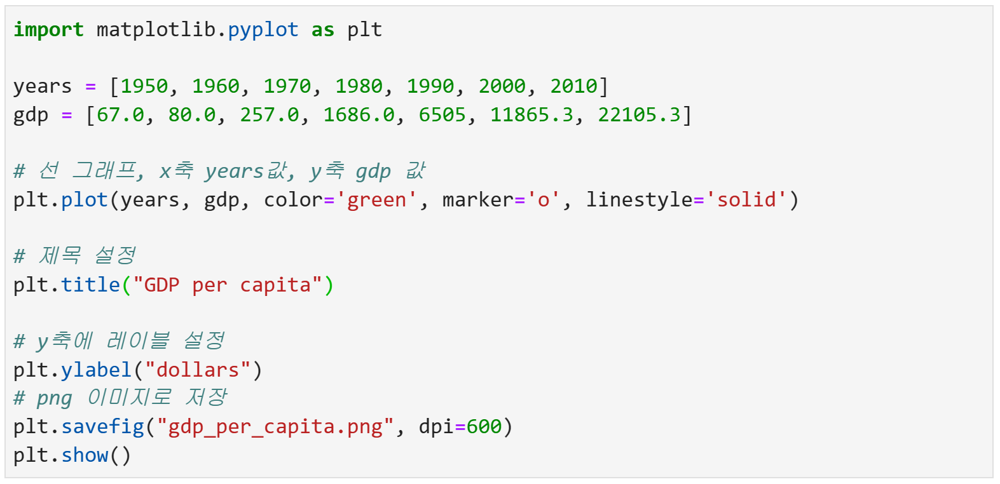 import matplotlib.pyplot as plt
years = [1950, 1960, 1970, 1980, 1990, 2000, 2010]
gdp = [67.0, 80.0, 257.0, 1686.0, 6505, 11865.3, 22105.3]
# 선 그래프, x축 years값, y축 gdp 값
plt.plot(years, gdp, color='green', marker='o', linestyle='solid')
# 제목 설정
plt.title("GDP per capita")
# y축에 레이블 설정
plt.ylabel("dollars")
# png 이미지로 저장
plt.savefig("gdp_per_capita.png", dpi=600)
plt.show()